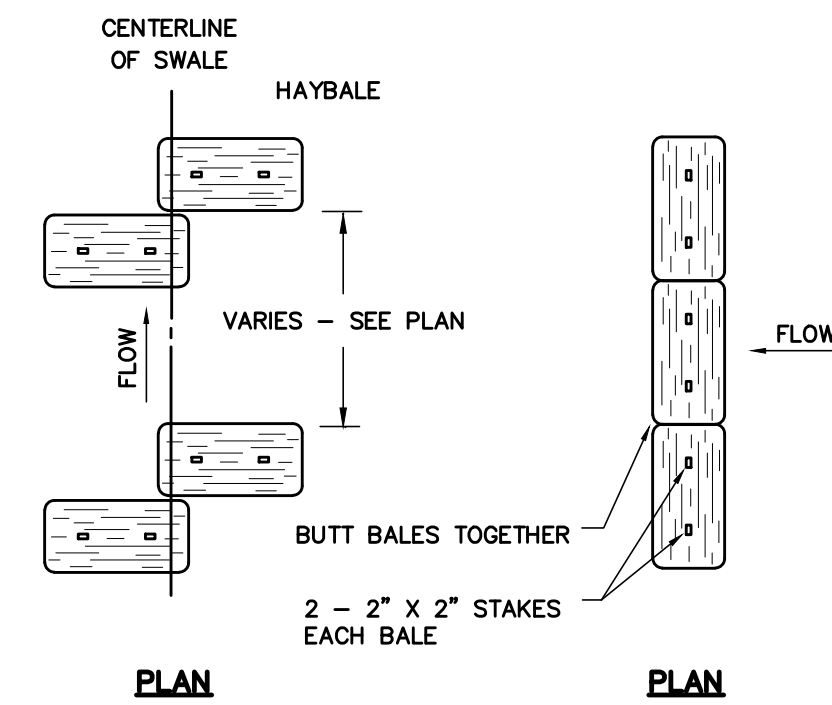 CENTERLINE
OF SWALE
HAYBALE
VARIES – SEE PLAN
FLOW
PLAN
FLOW
BUTT BALES TOGETHER
2 – 2” X 2” STAKES
EACH BALE
PLAN